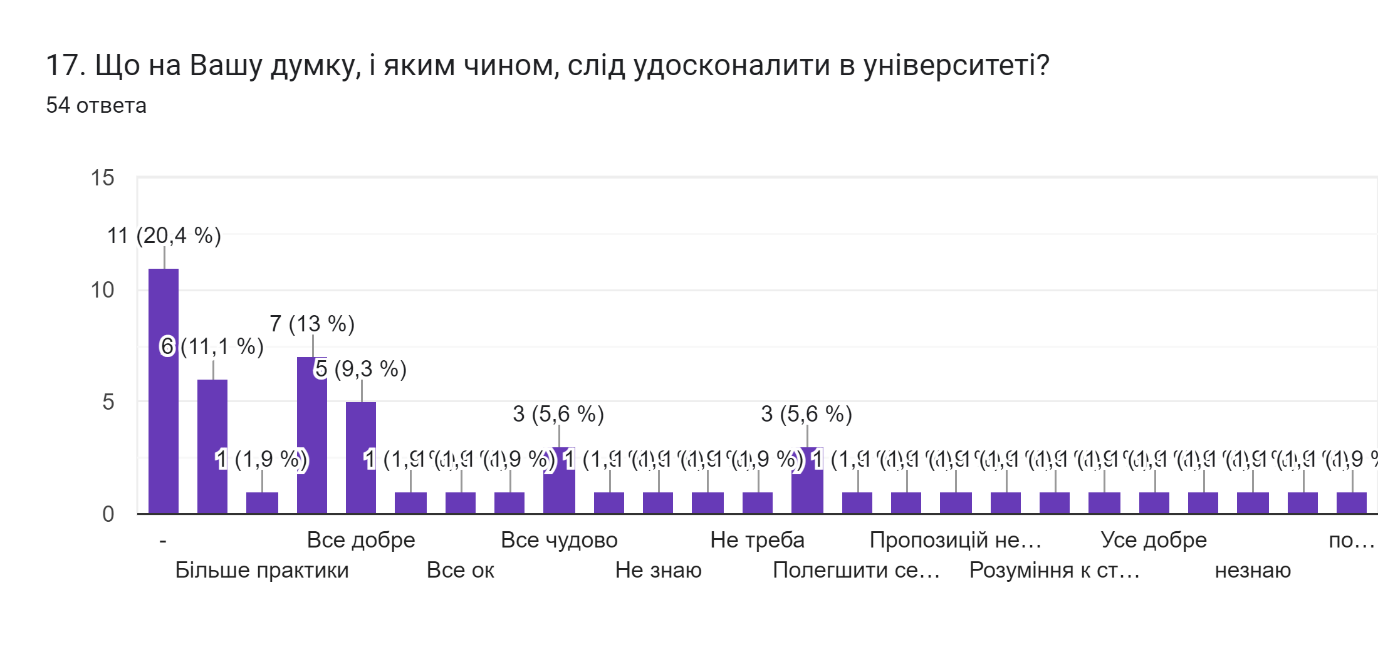 17. Що на Вашу думку, і яким чином, слід удосконалити в університеті?
54 ответа
15
11 (20,4 %)
10
7 (13 %)
6 (11,1 %)
5 (9,3 %)
5
3 (5,6 %)
3 (5,6 %)
1 (1,9 %)
0
-
Все добре
Все чудово
Не треба
Пропозицій не…
Усе добре
по…
Більше практики
Все ок
Не знаю
Полегшити се…
Розуміння к ст…
незнаю